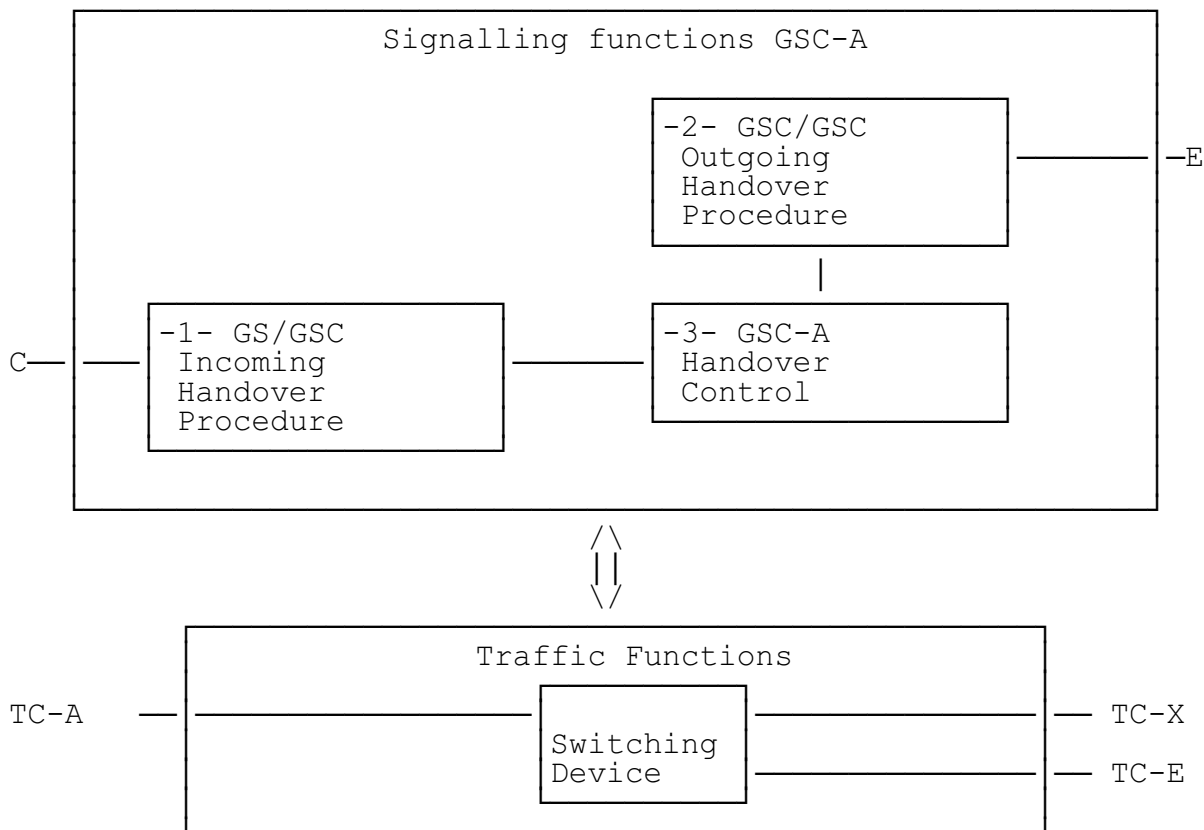 Signalling functions GSC-A
-2- GSC/GSC
Outgoing
Handover
Procedure
E
-1- GS/GSC
Incoming
Handover
Procedure
C
-3- GSC-A
Handover
Control
Traffic Functions
TC-A
Switching
Device
TC-X
TC-E